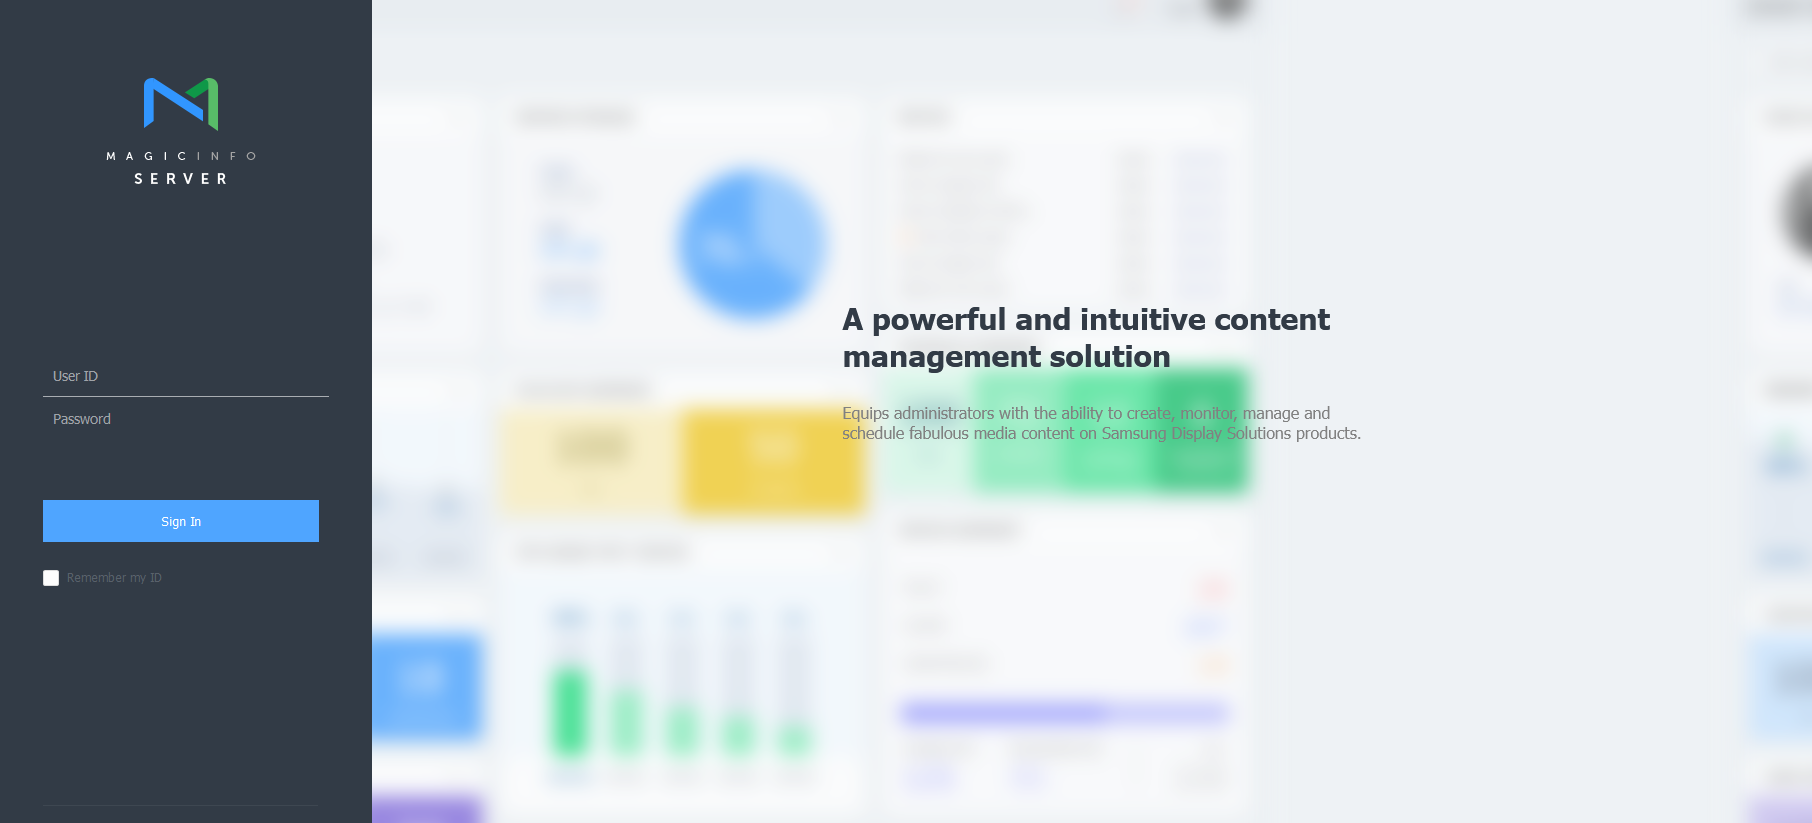 MAGICINFO
SERVER
User ID
Password
Sign In
Remember my ID
A powerful and intuitive content
management solution
Equips administrators with the ability to create, monitor, manage and
schedule fabulous media content on Samsung Display Solutions products.